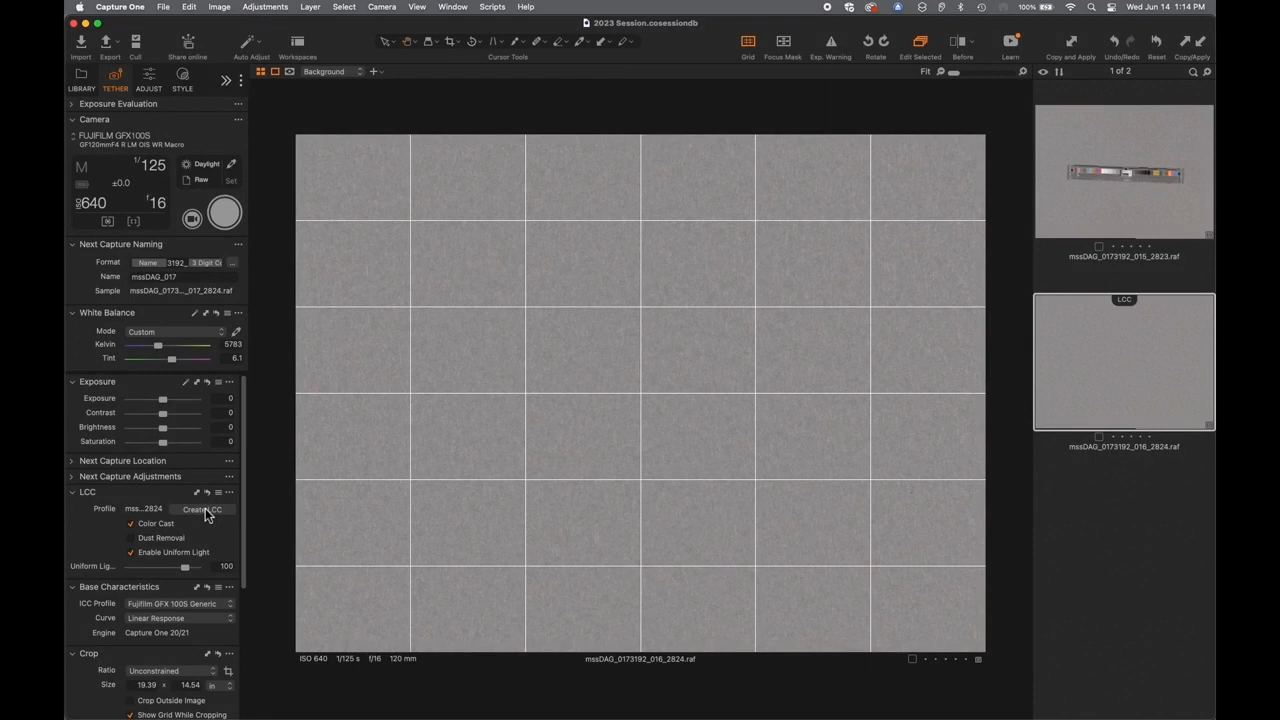 Capture One File Edit Image Adjustments Layer Select Camera View Window Scripts Help 100% Wed Jun 14 1:14 PM
2023 Session.cosessiondb
Import Export Cull Share online Auto Adjust Workspaces Cursor Tools Grid Focus Mask Exp. Warning Rotate Edit Selected Before Learn Copy and Apply Undo/Redo Reset Copy/Apply
Background Fit 1 of 2
LIBRARY TETHER ADJUST STYLE
Exposure Evaluation
Camera
FUJIFILM GFX100S
GF120mmF4 R LM OIS WR Macro
M 1/125 Daylight
±0.0 Raw Set
ISO 640 f 16
Next Capture Naming
Format Name 3192_ 3 Digit Cc ...
Name mssDAG_017
Sample mssDAG_0173..._017_2824.raf
White Balance
Mode Custom
Kelvin 5783
Tint 6.1
Exposure
Exposure 0
Contrast 0
Brightness 0
Saturation 0
Next Capture Location
Next Capture Adjustments
LCC
Profile mss...2824 Create LCC
Color Cast
Dust Removal
Enable Uniform Light
Uniform Lig... 100
Base Characteristics
ICC Profile Fujifilm GFX 100S Generic
Curve Linear Response
Engine Capture One 20/21
Crop
Ratio Unconstrained
Size 19.39 x 14.54 in
Crop Outside Image
Show Grid While Cropping
ISO 640 1/125 s f/16 120 mm mssDAG_0173192_016_2824.raf
mssDAG_0173192_015_2823.raf
LCC
mssDAG_0173192_016_2824.raf